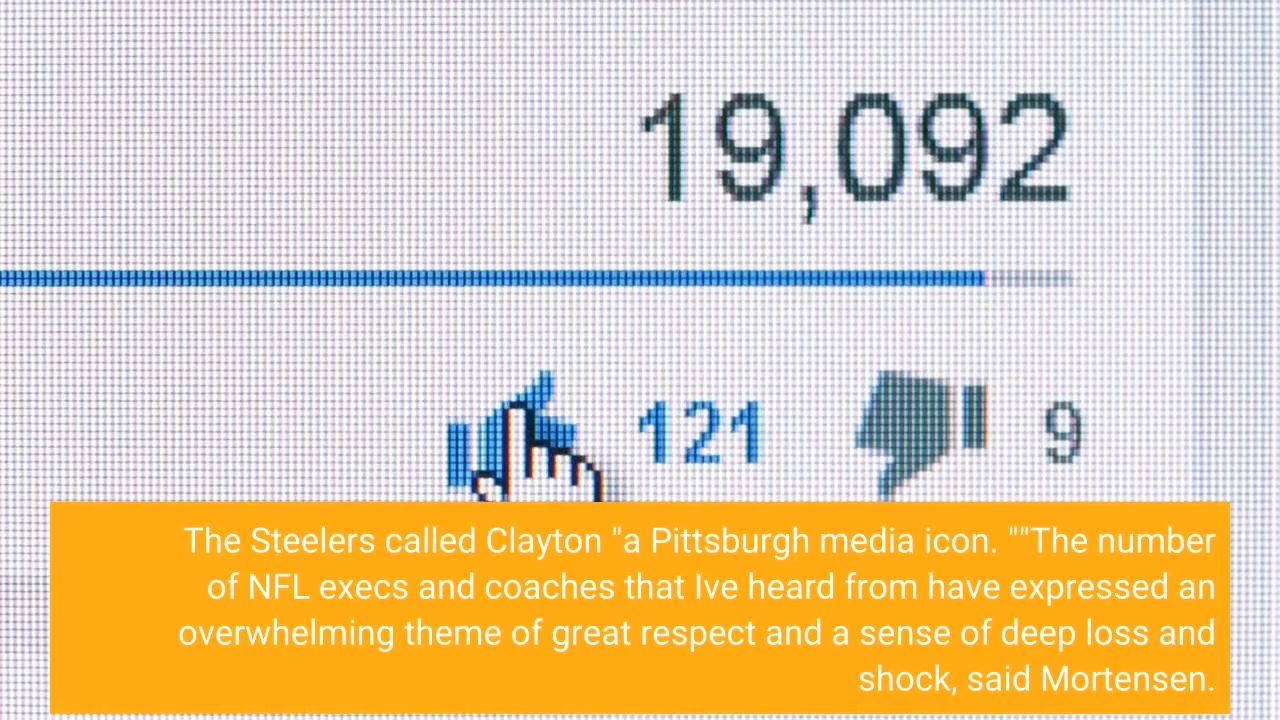 19,092
121 9
The Steelers called Clayton "a Pittsburgh media icon. ""The number
of NFL execs and coaches that Ive heard from have expressed an
overwhelming theme of great respect and a sense of deep loss and
shock, said Mortensen.